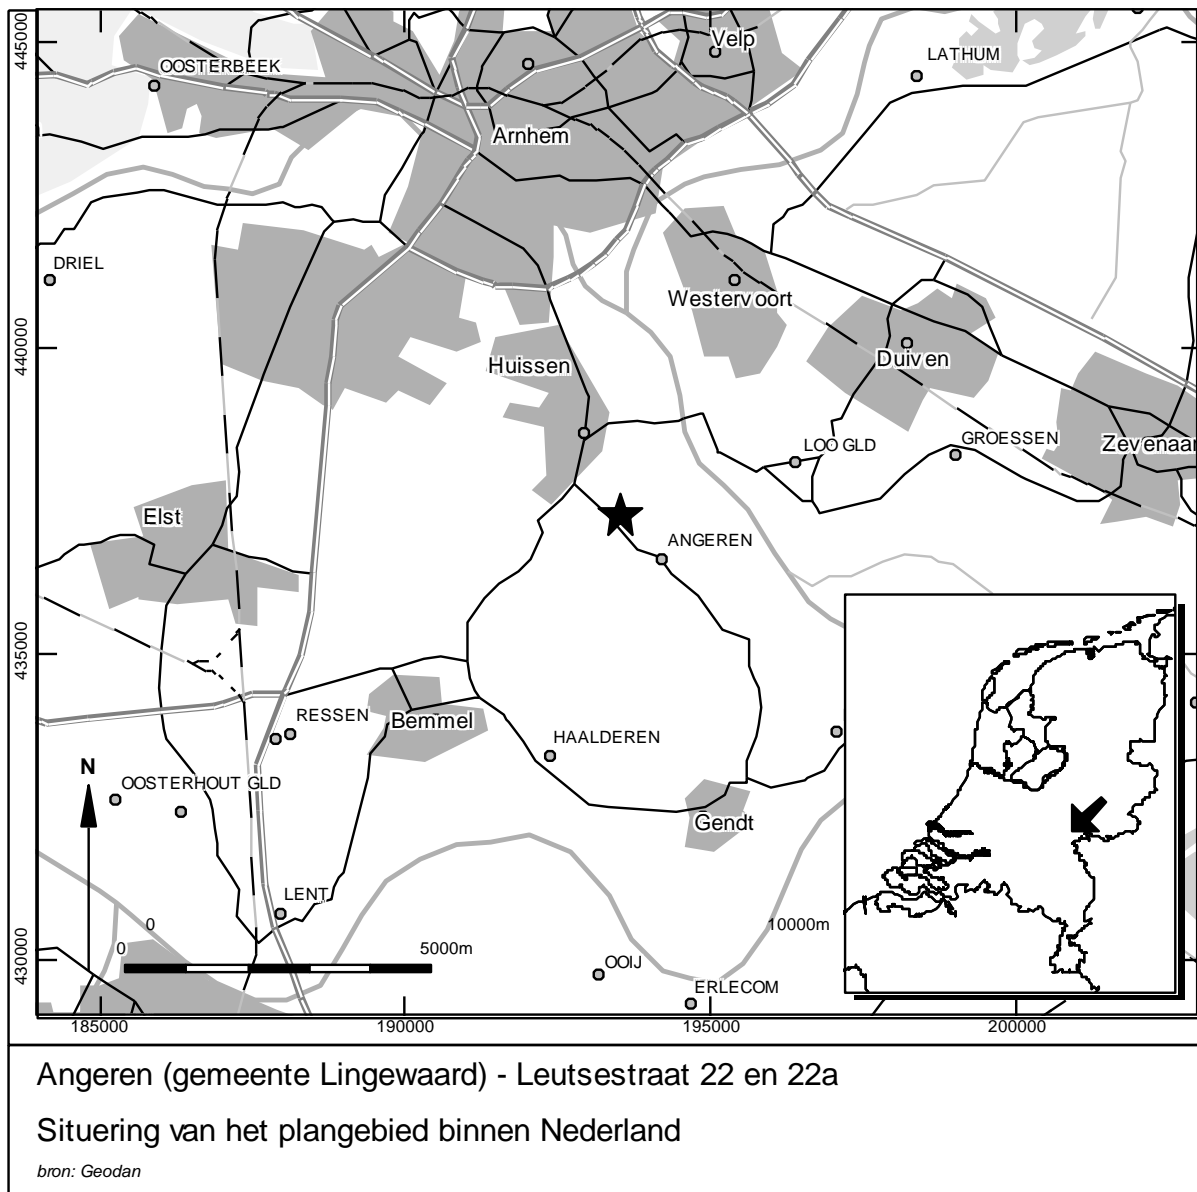 445000
440000
435000
430000
Velp
LATHUM
OOSTERBEEK
Arnhem
DRIEL
Westervoort
Huissen
Duiven
LOO GLD
GROESSEN
Zevenaar
Elst
ANGEREN
RESSEN
Bemmel
HAALDEREN
N
OOSTERHOUT GLD
Gendt
LENT
0
10000m
0
5000m
OOIJ
ERLECOM
185000
190000
195000
200000
Angeren (gemeente Lingewaard) - Leutsestraat 22 en 22a
Situering van het plangebied binnen Nederland
bron: Geodan